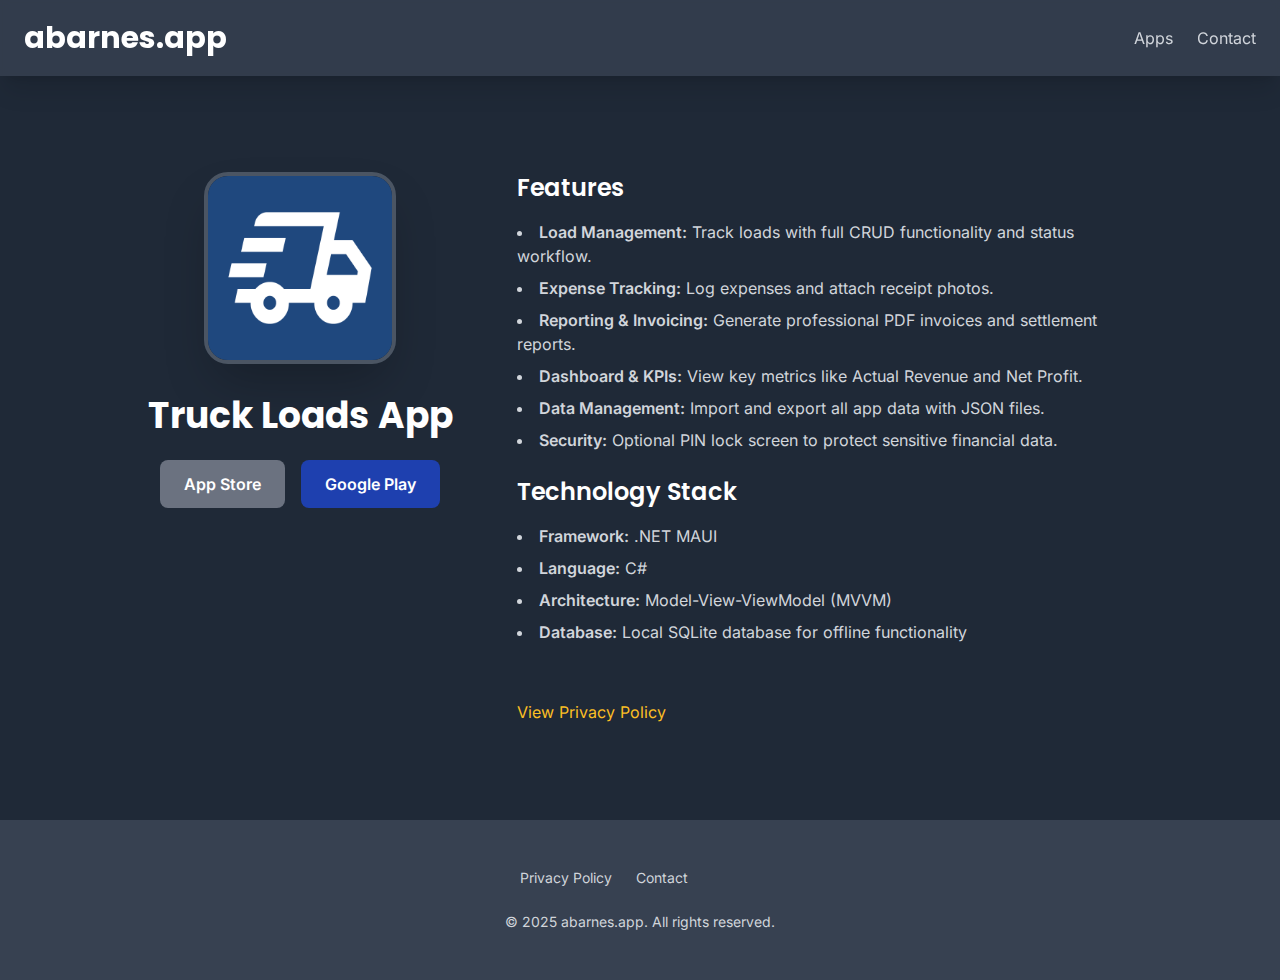 abarnes.app
Apps
Contact
Truck Loads App
App Store
Google Play
Features
• Load Management: Track loads with full CRUD functionality and status
workflow.
• Expense Tracking: Log expenses and attach receipt photos.
• Reporting & Invoicing: Generate professional PDF invoices and settlement
reports.
• Dashboard & KPIs: View key metrics like Actual Revenue and Net Profit.
• Data Management: Import and export all app data with JSON files.
• Security: Optional PIN lock screen to protect sensitive financial data.
Technology Stack
• Framework: .NET MAUI
• Language: C#
• Architecture: Model-View-ViewModel (MVVM)
• Database: Local SQLite database for offline functionality
View Privacy Policy
Privacy Policy
Contact
© 2025 abarnes.app. All rights reserved.